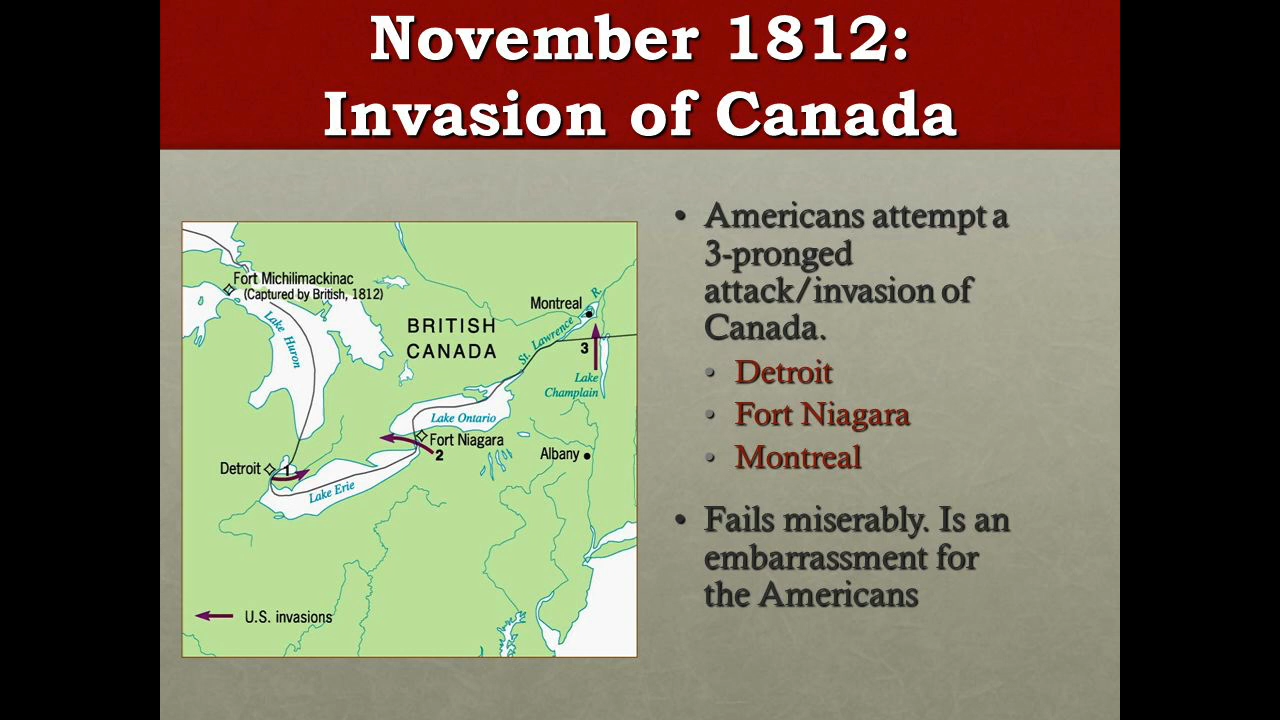 November 1812:
Invasion of Canada
Fort Michilimackinac
(Captured by British, 1812)
Lake Huron
Montreal
BRITISH
CANADA
St. Lawrence R.
3
Lake
Champlain
Lake Ontario
Fort Niagara
2
Albany
Detroit
1
Lake Erie
U.S. invasions
• Americans attempt a
3-pronged
attack/invasion of
Canada.
• Detroit
• Fort Niagara
• Montreal
• Fails miserably. Is an
embarrassment for
the Americans